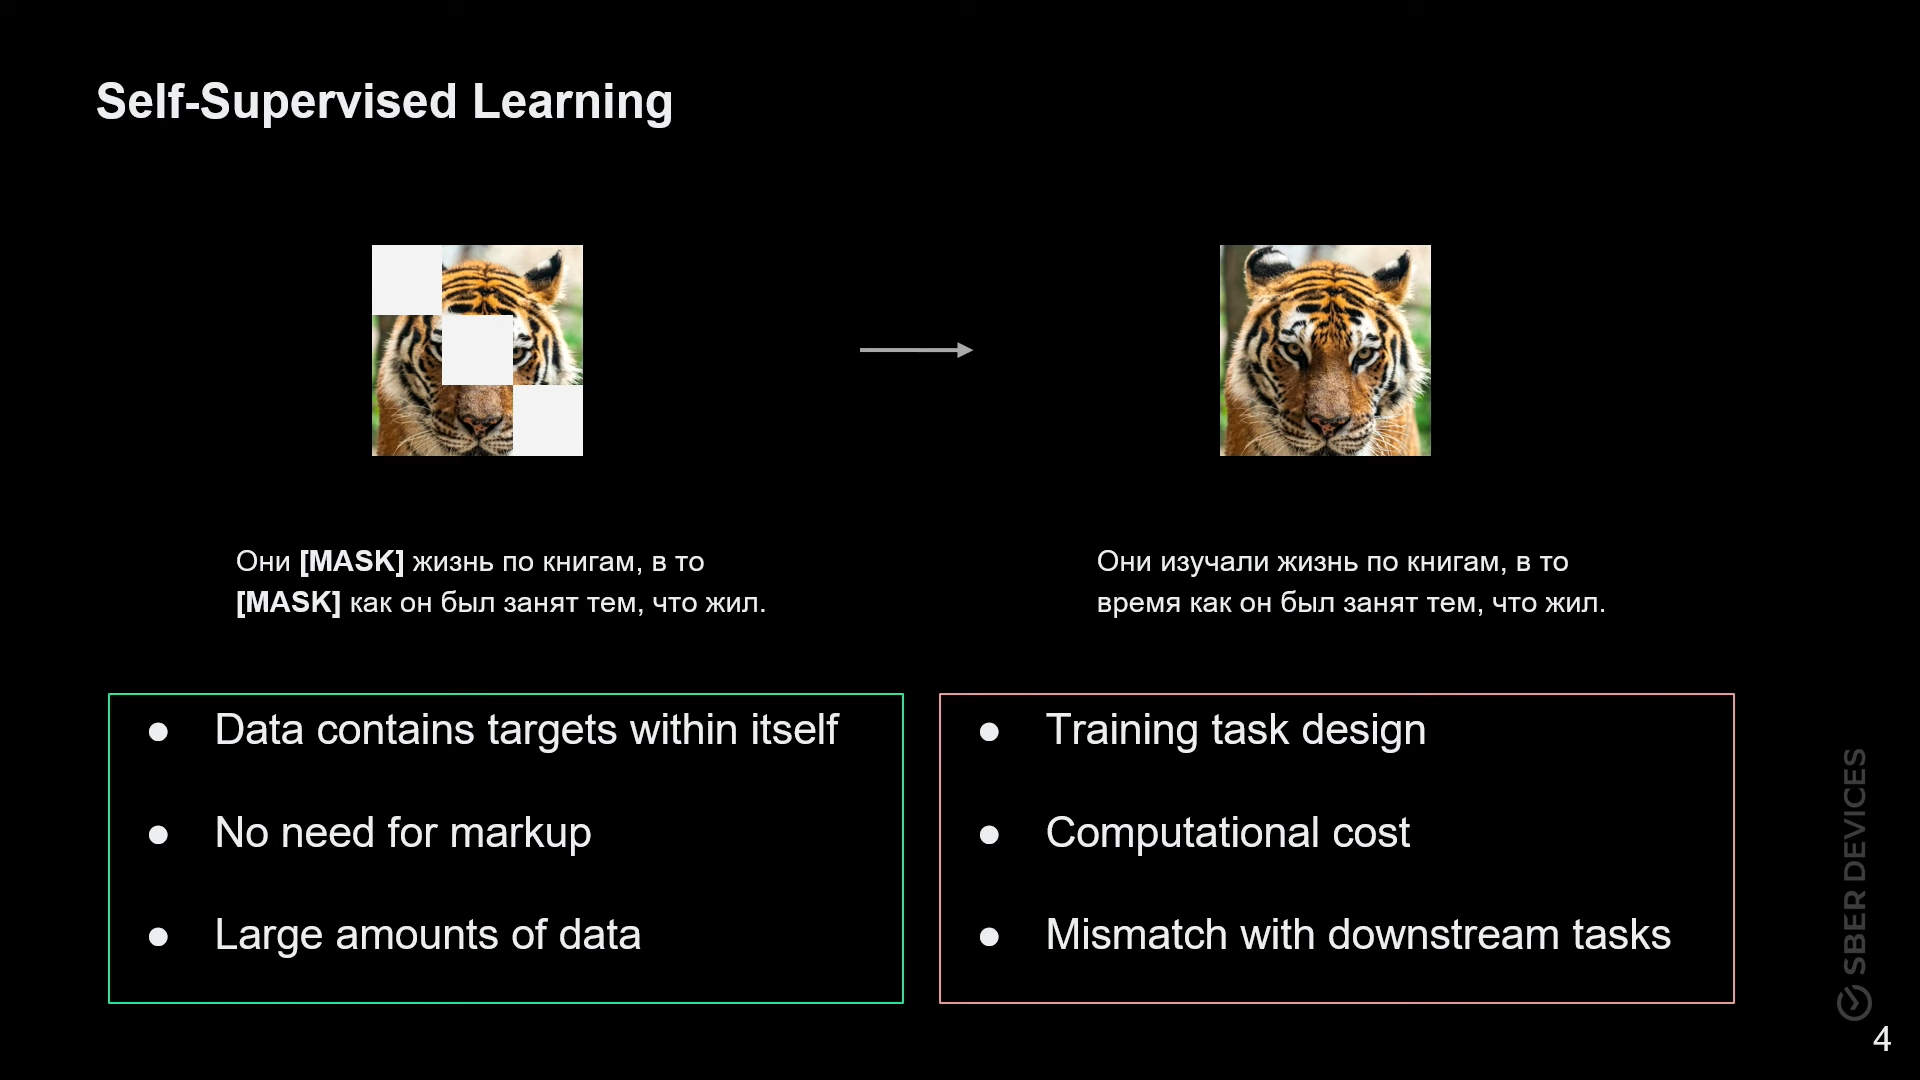 Self-Supervised Learning
Они [MASK] жизнь по книгам, в то
[MASK] как он был занят тем, что жил.
Они изучали жизнь по книгам, в то
время как он был занят тем, что жил.
● Data contains targets within itself
● No need for markup
● Large amounts of data
● Training task design
● Computational cost
● Mismatch with downstream tasks
SBER DEVICES
4